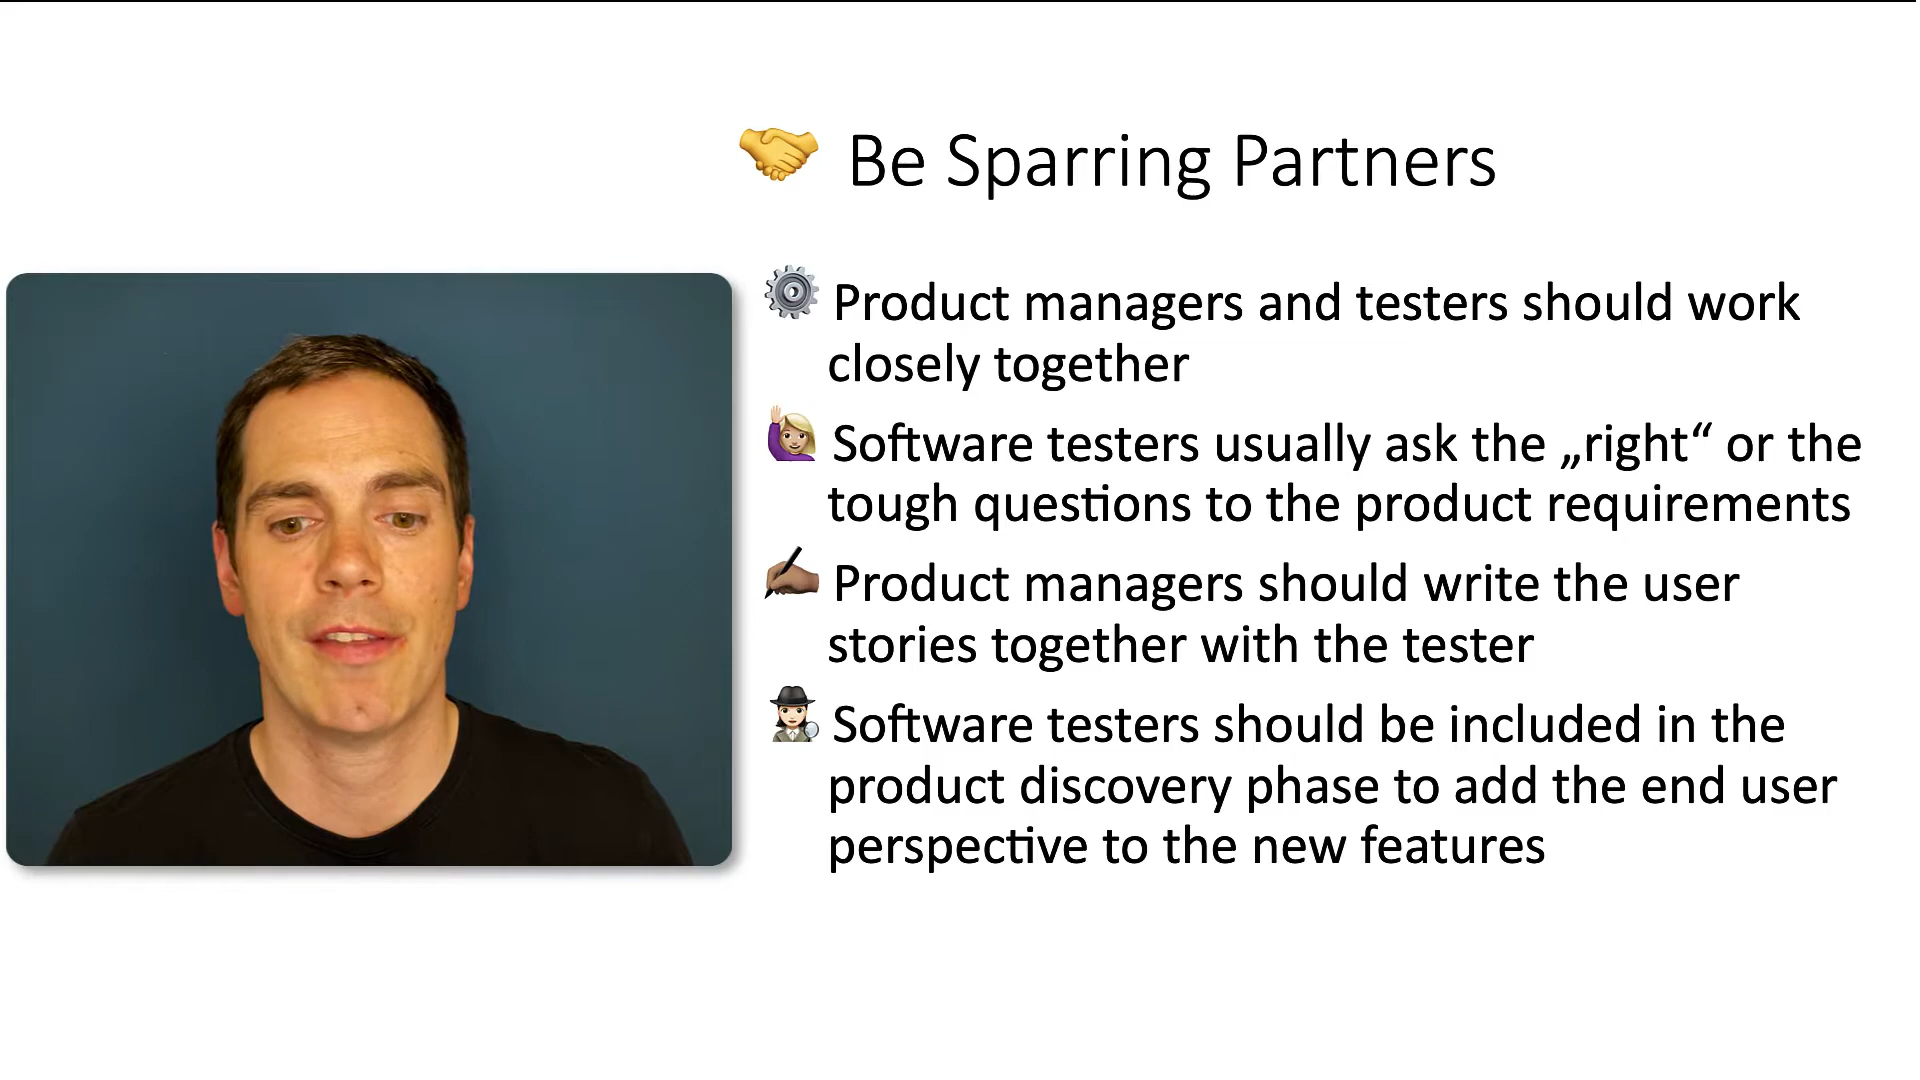 Be Sparring Partners
Product managers and testers should work
closely together
Software testers usually ask the „right“ or the
tough questions to the product requirements
Product managers should write the user
stories together with the tester
Software testers should be included in the
product discovery phase to add the end user
perspective to the new features